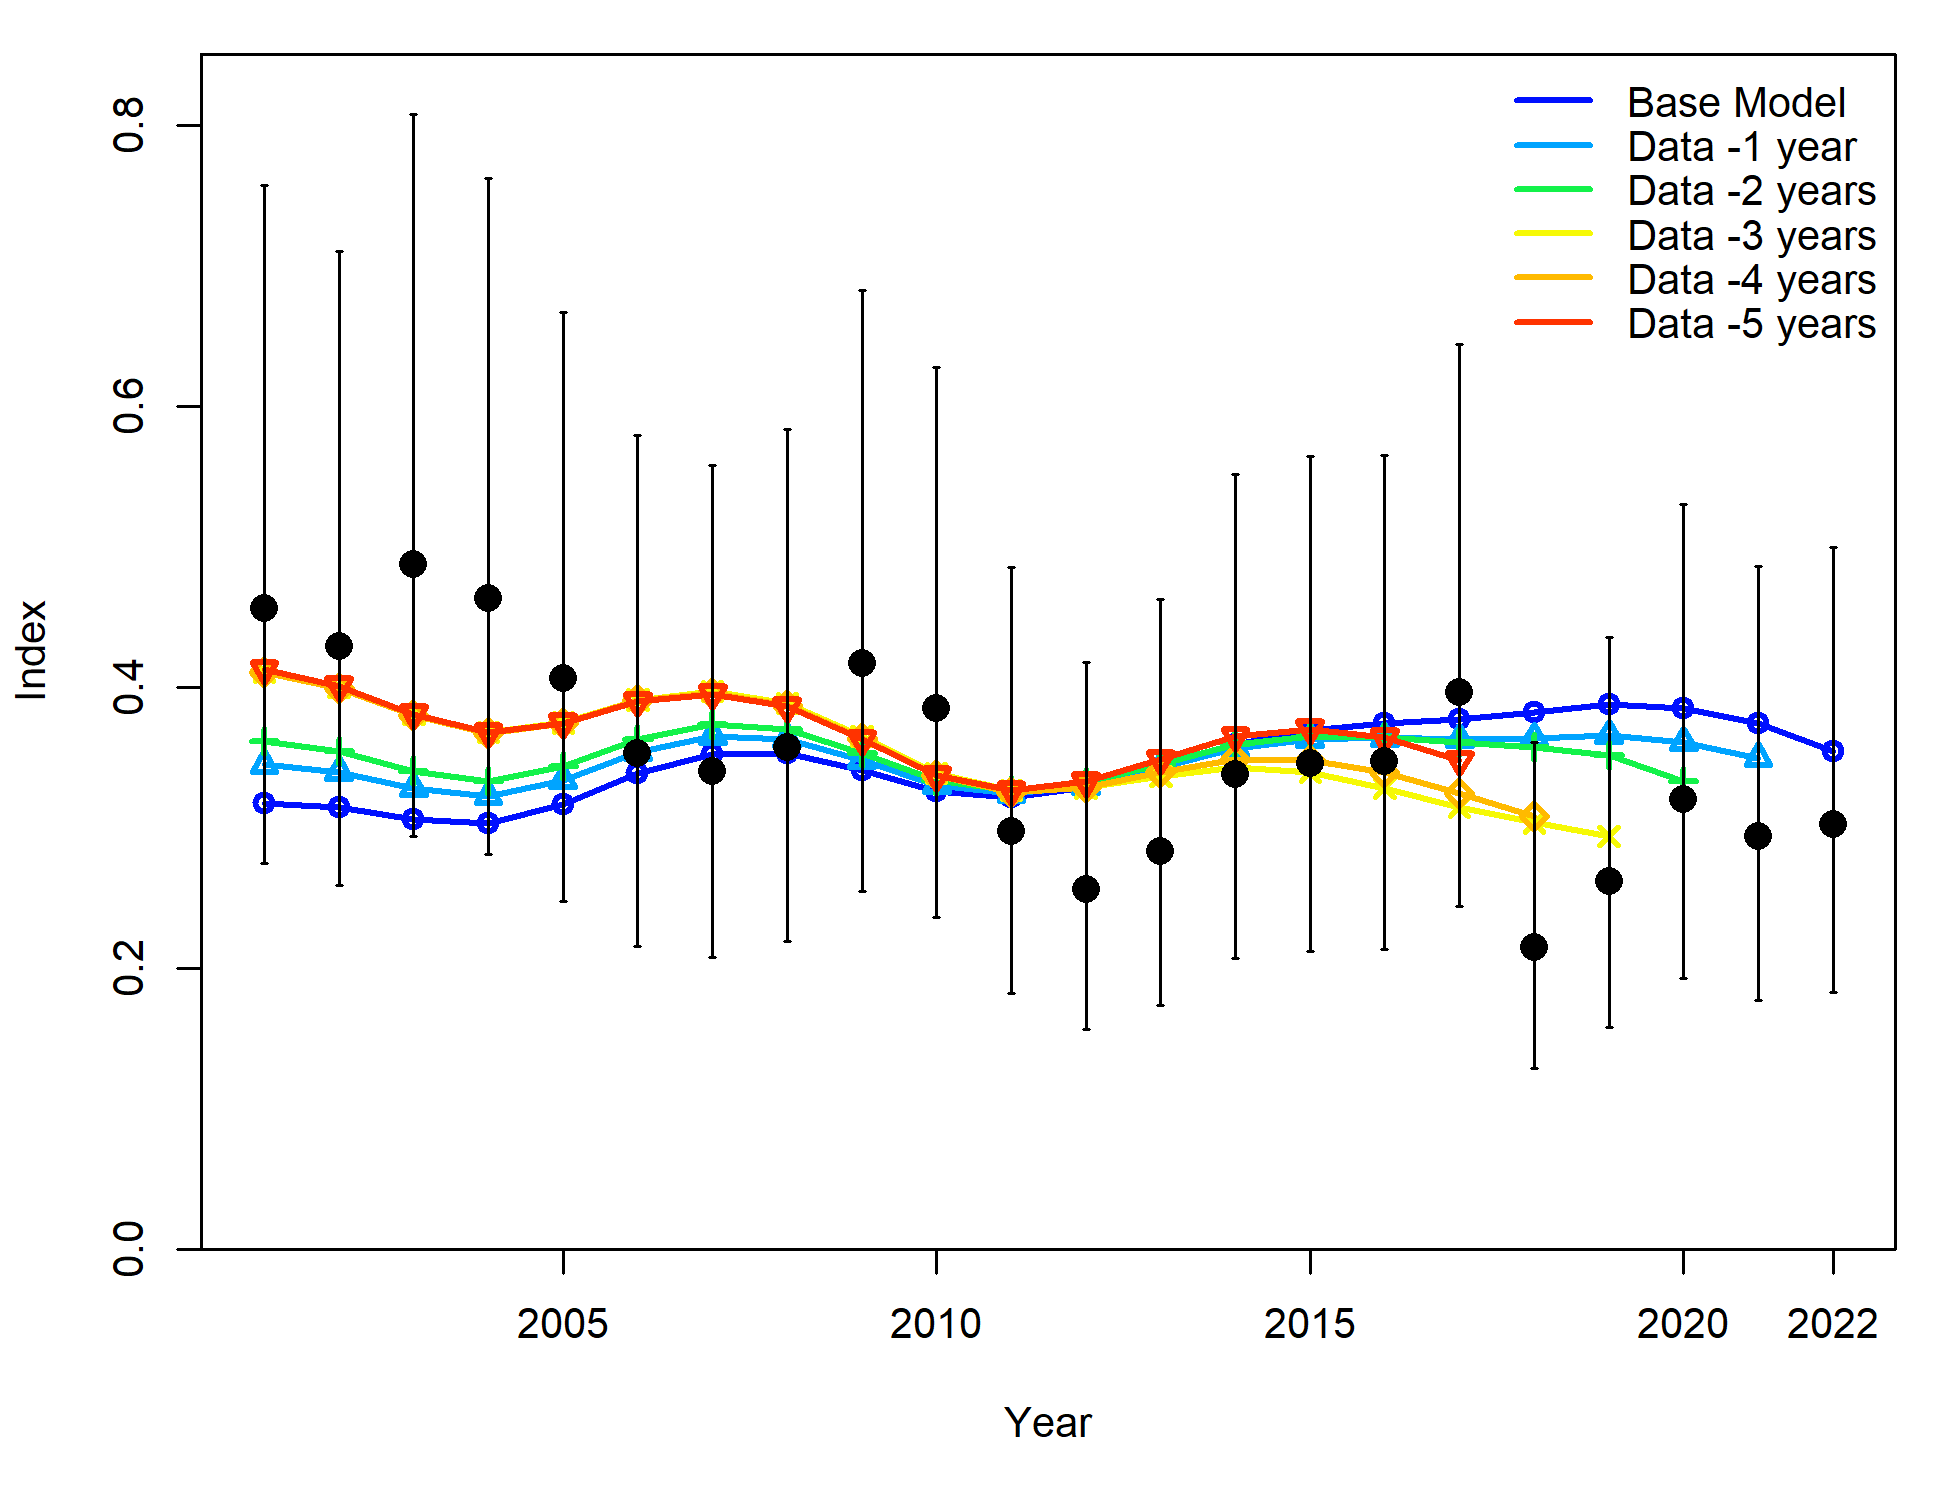 Base Model
Data -1 year
Data -2 years
Data -3 years
Data -4 years
Data -5 years
0.8
0.6
0.4
0.2
0.0
Index
2005 2010 2015 2020 2022
Year